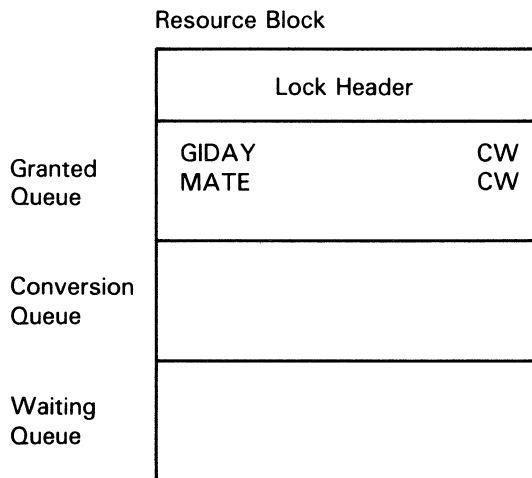 Resource Block
Lock Header
Granted
Queue
GIDAY CW
MATE CW
Conversion
Queue
Waiting
Queue